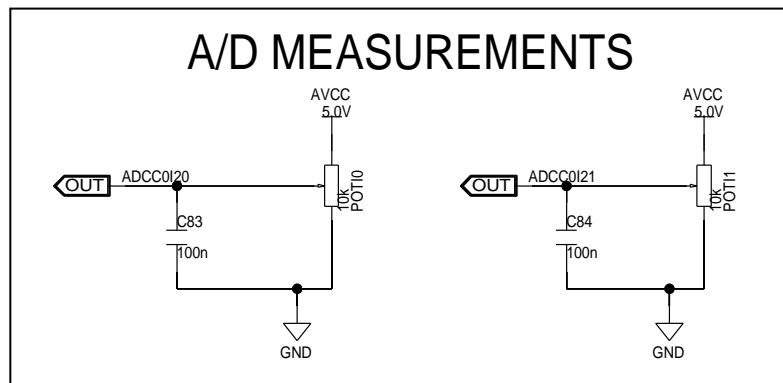 A/D MEASUREMENTS
AVCC
5.0V
OUT
ADCC0I20
10k
POTI0
C83
100n
GND
AVCC
5.0V
OUT
ADCC0I21
10k
POTI1
C84
100n
GND